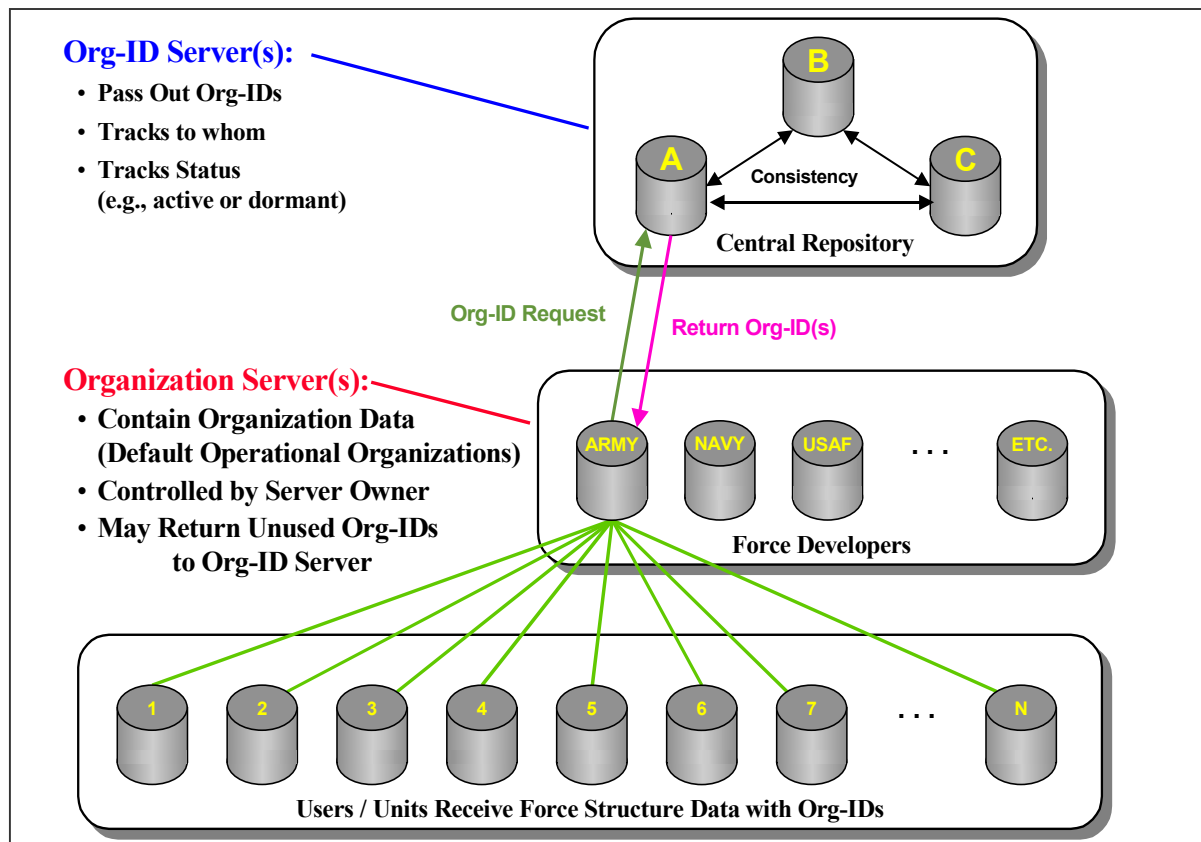 Org-ID Server(s):
• Pass Out Org-IDs
• Tracks to whom
• Tracks Status
(e.g., active or dormant)
B
A
C
Consistency
Central Repository
Org-ID Request
Return Org-ID(s)
Organization Server(s):
• Contain Organization Data
(Default Operational Organizations)
• Controlled by Server Owner
• May Return Unused Org-IDs
to Org-ID Server
ARMY NAVY USAF . . . ETC.
Force Developers
1 2 3 4 5 6 7 . . . N
Users / Units Receive Force Structure Data with Org-IDs